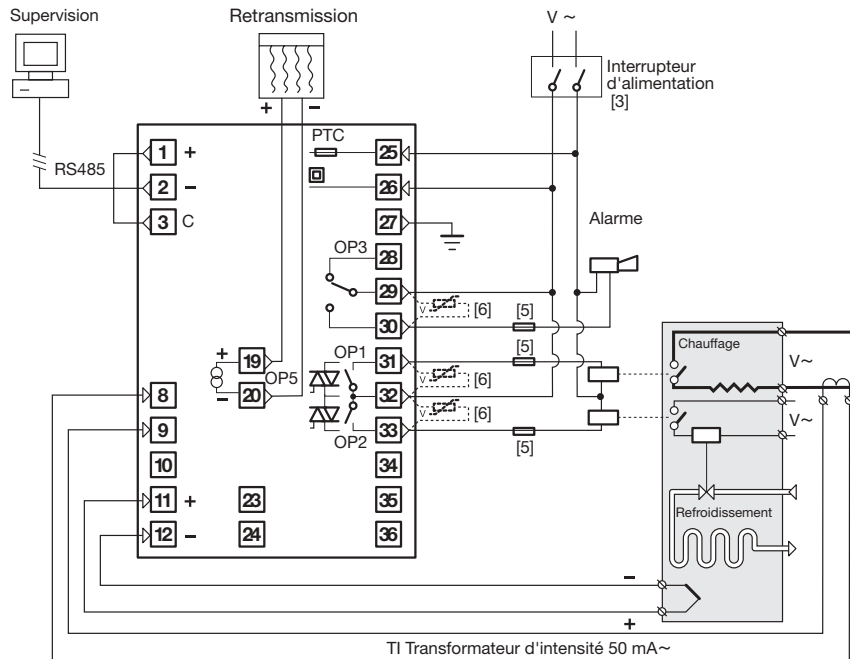 Supervision
Retransmission
V ~
Interrupteur
d'alimentation
[3]
+ −
PTC
1 +
RS485
2 −
3 C
25
26
27
Alarme
OP3
28
29
V
[6]
[5]
30
[5]
Chauffage
V~
+
19
OP5
−
20
OP1
31
V
[6]
32
V
[6]
V~
OP2
33
[5]
8
9
10
34
11 +
23
35
12 −
24
36
Refroidissement
−
+
TI Transformateur d'intensité 50 mA~